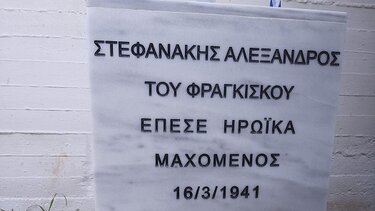 ΣΤΕΦΑΝΑΚΗΣ ΑΛΕΞΑΝΔΡΟΣ
ΤΟΥ ΦΡΑΓΚΙΣΚΟΥ
ΕΠΕΣΕ ΗΡΩΪΚΑ
ΜΑΧΟΜΕΝΟΣ
16/3/1941